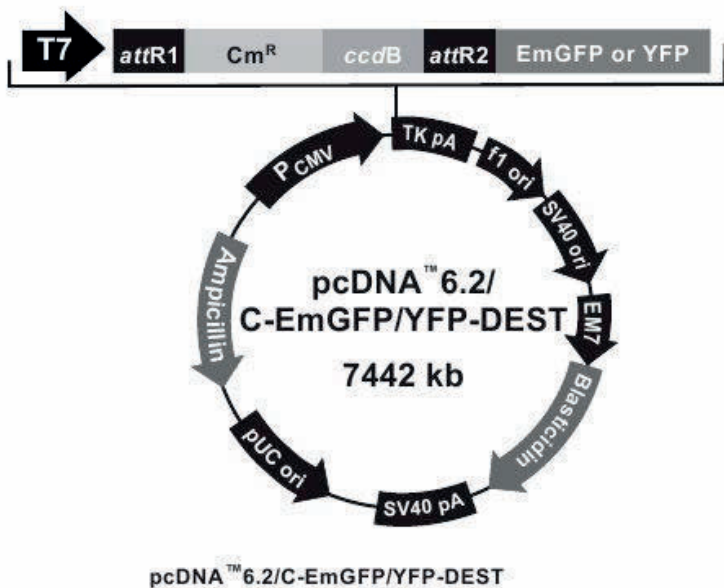 T7 attR1 Cmᴿ ccdB attR2 EmGFP or YFP
P CMV
TK pA
f1 ori
SV40 ori
EM7
Blasticidin
SV40 pA
pUC ori
Ampicillin
pcDNA™6.2/
C-EmGFP/YFP-DEST
7442 kb
pcDNA™6.2/C-EmGFP/YFP-DEST